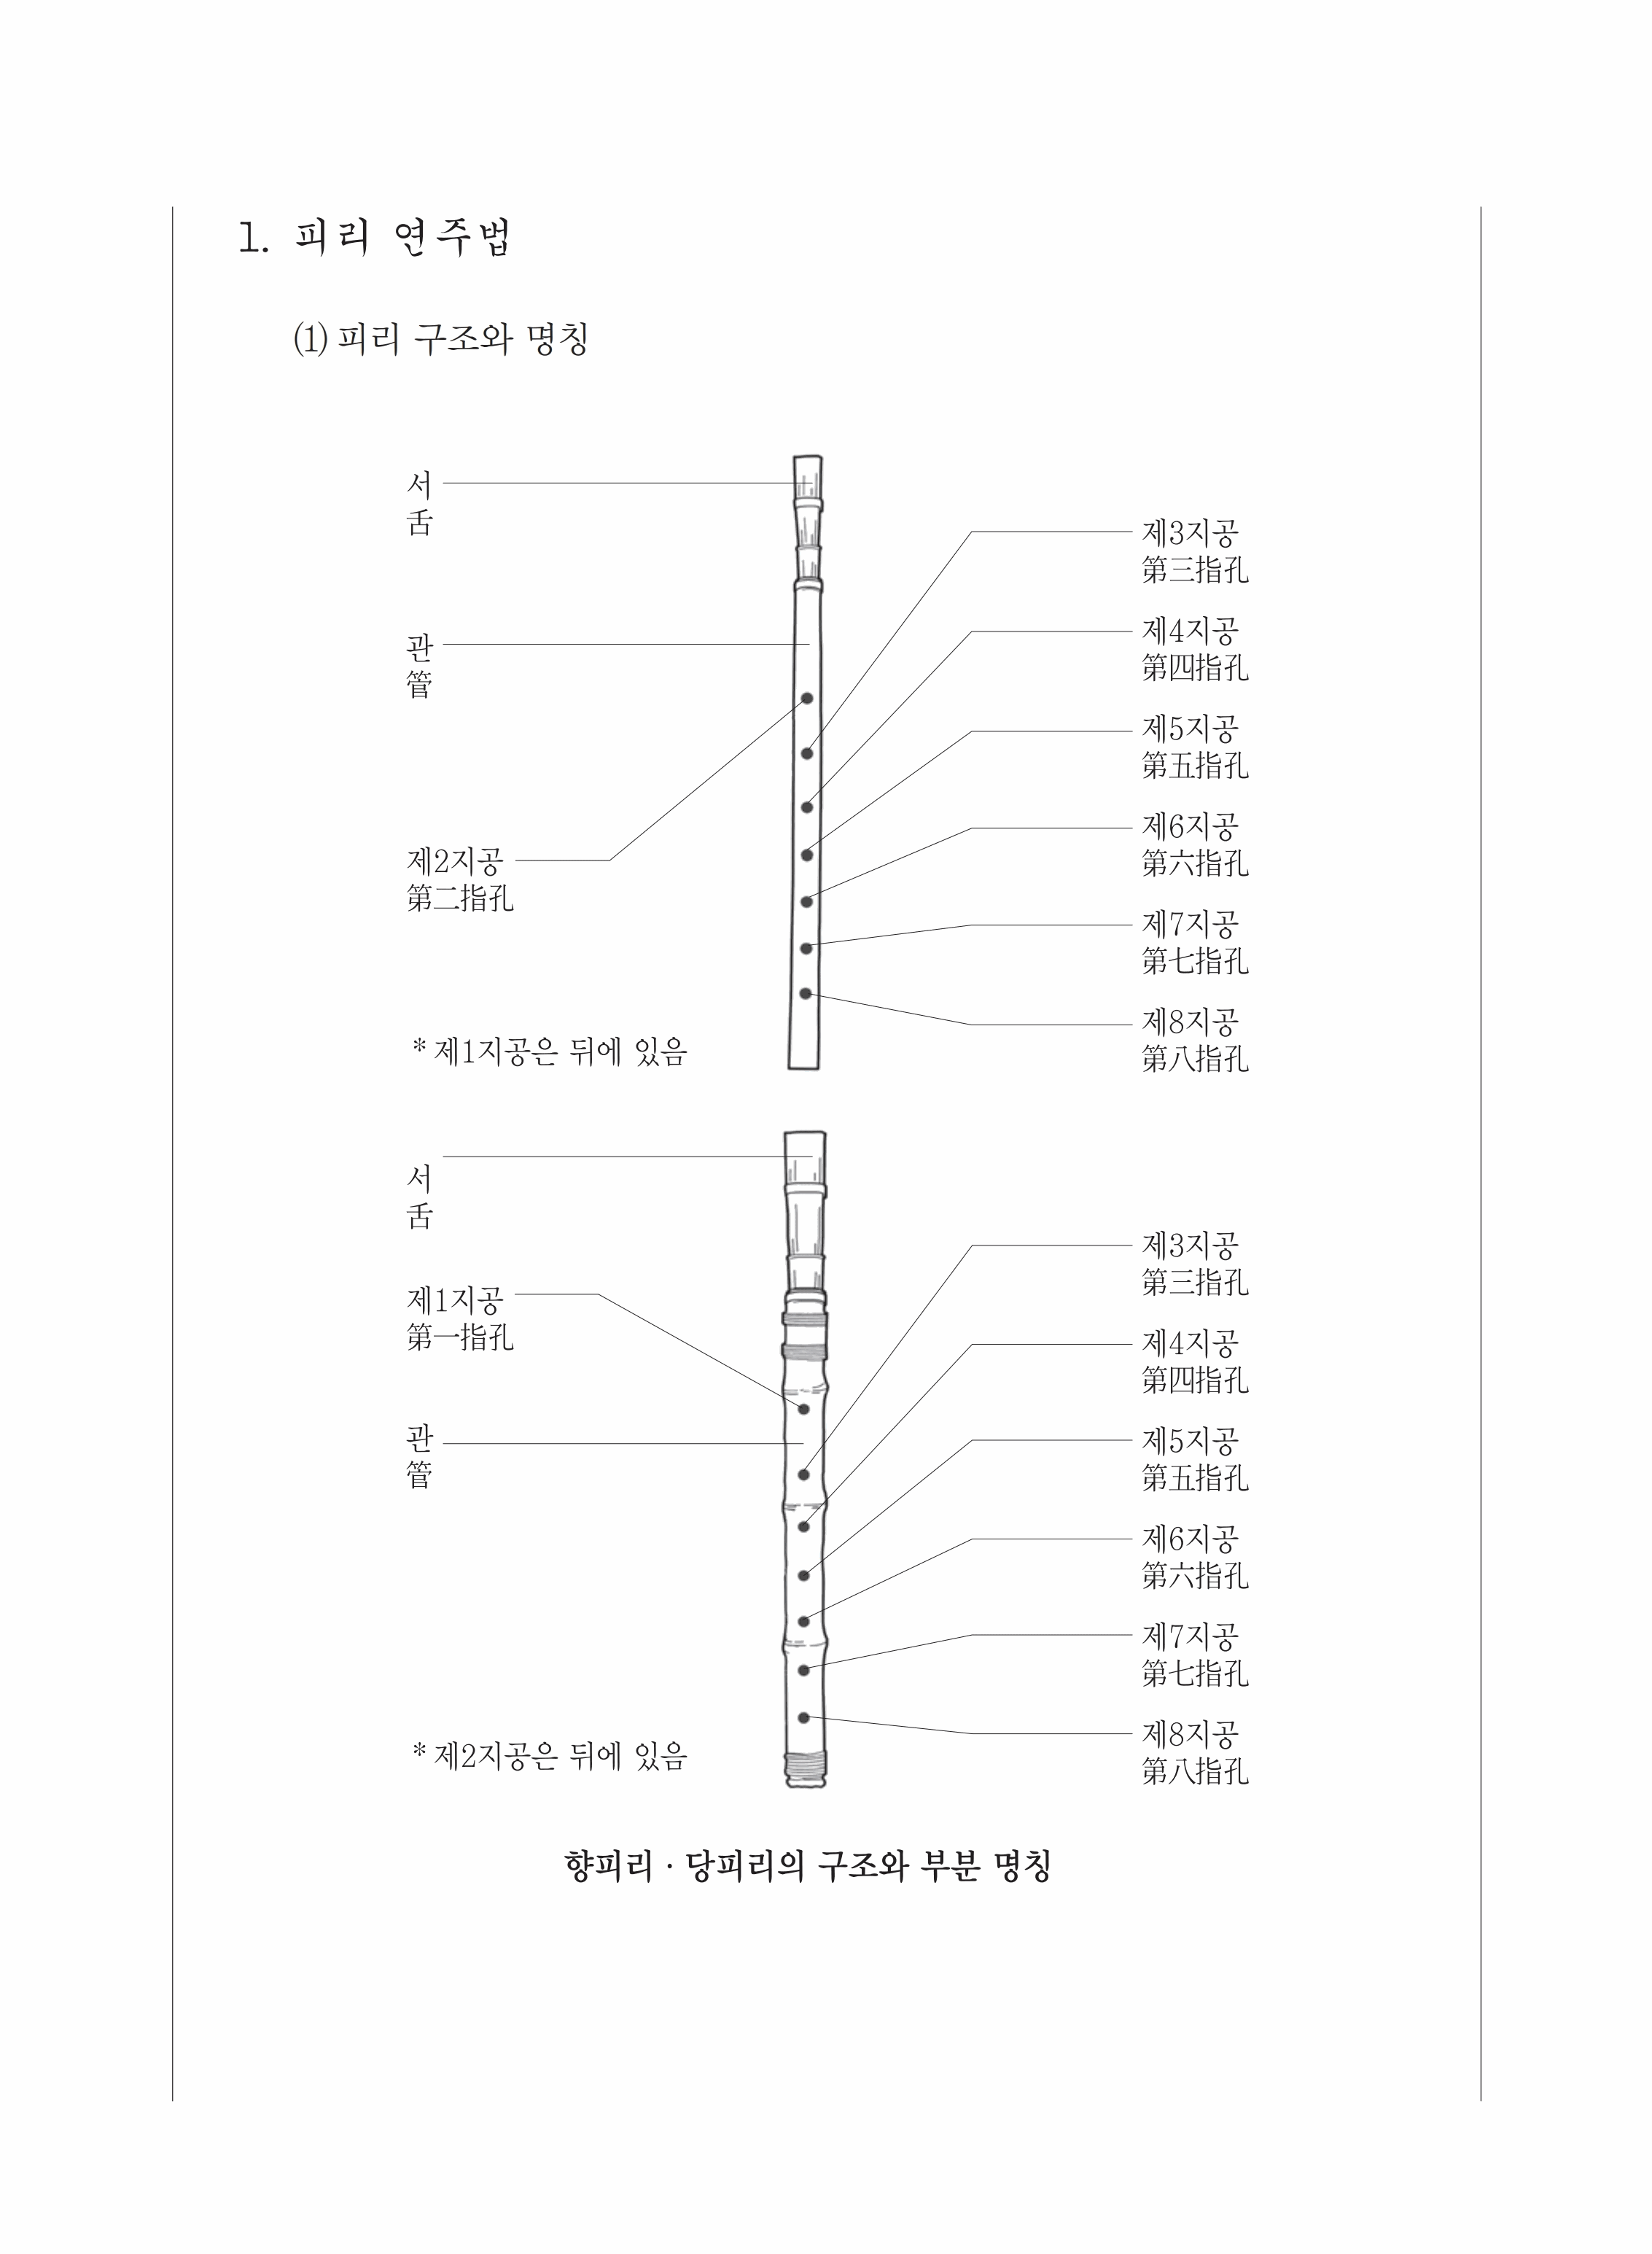 1. 피리 연주법
(1) 피리 구조와 명칭
서
舌
관
管
제2지공
第二指孔
* 제1지공은 뒤에 있음
제3지공
第三指孔
제4지공
第四指孔
제5지공
第五指孔
제6지공
第六指孔
제7지공
第七指孔
제8지공
第八指孔
서
舌
제1지공
第一指孔
관
管
* 제2지공은 뒤에 있음
제3지공
第三指孔
제4지공
第四指孔
제5지공
第五指孔
제6지공
第六指孔
제7지공
第七指孔
제8지공
第八指孔
향피리 · 당피리의 구조와 부분 명칭